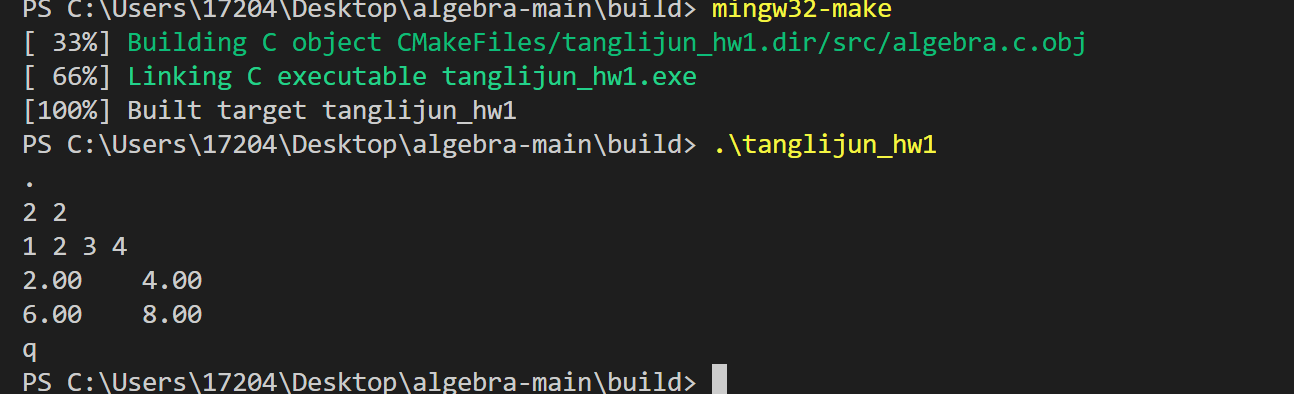 PS C:\Users\17204\Desktop\algebra-main\build> mingw32-make
[ 33%] Building C object CMakeFiles/tanglijun_hw1.dir/src/algebra.c.obj
[ 66%] Linking C executable tanglijun_hw1.exe
[100%] Built target tanglijun_hw1
PS C:\Users\17204\Desktop\algebra-main\build> .\tanglijun_hw1
.
2 2
1 2 3 4
2.00    4.00
6.00    8.00
q
PS C:\Users\17204\Desktop\algebra-main\build>